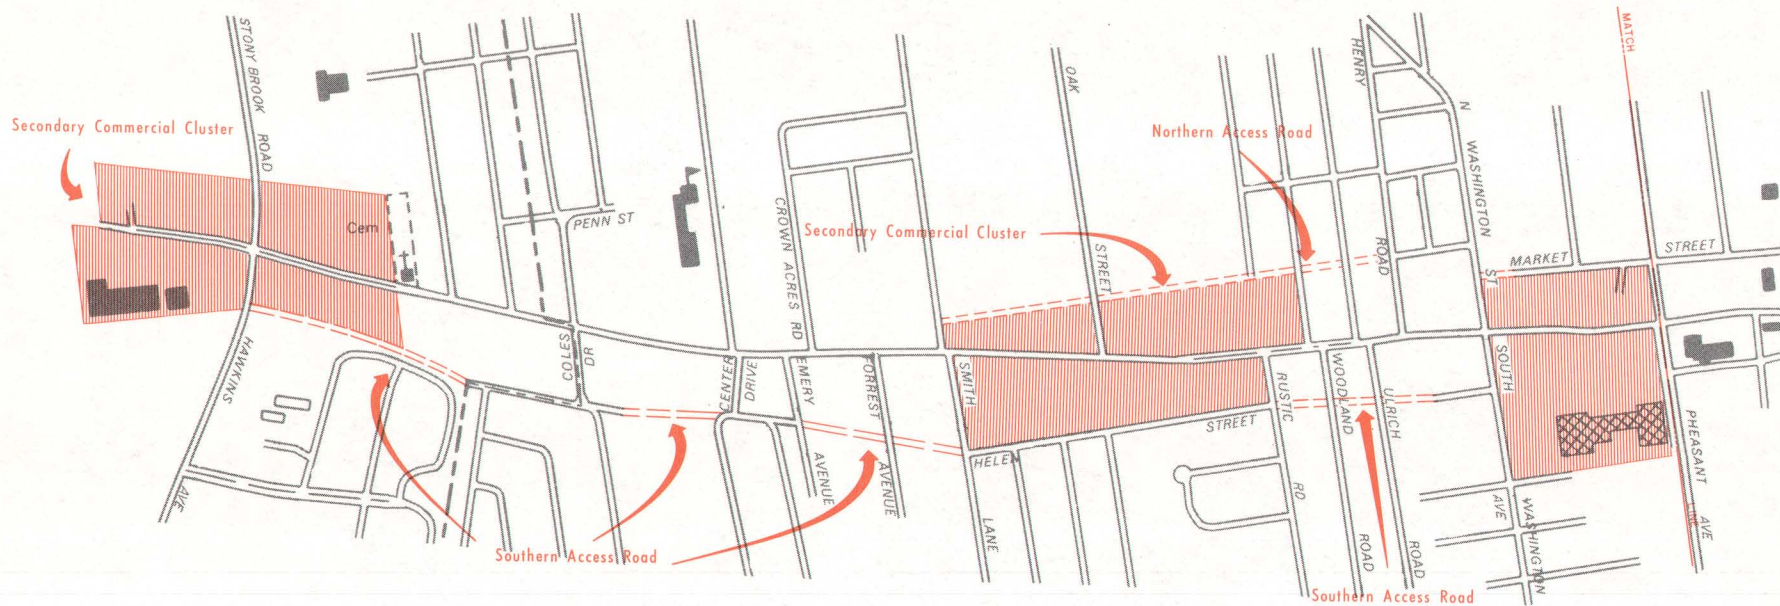 STONY BROOK ROAD
Secondary Commercial Cluster
Cem
PENN ST
CROWN ACRES RD
OAK STREET
Northern Access Road
Secondary Commercial Cluster
HENRY ROAD
N WASHINGTON ST
MATCH LINE
MARKET STREET
HAWKINS AVE
COLES DR
CENTER DRIVE
EMERY AVENUE
FORREST AVENUE
SMITH LANE
HELEN STREET
RUSTIC RD
WOODLAND ROAD
ULRICH ROAD
SOUTH WASHINGTON AVE
PHEASANT AVE
Southern Access Road
Southern Access Road